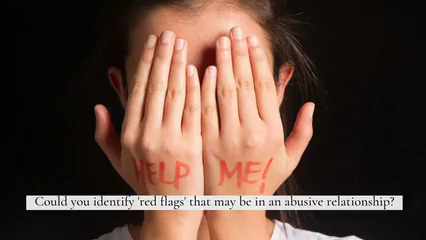 HELP ME!
Could you identify 'red flags' that may be in an abusive relationship?